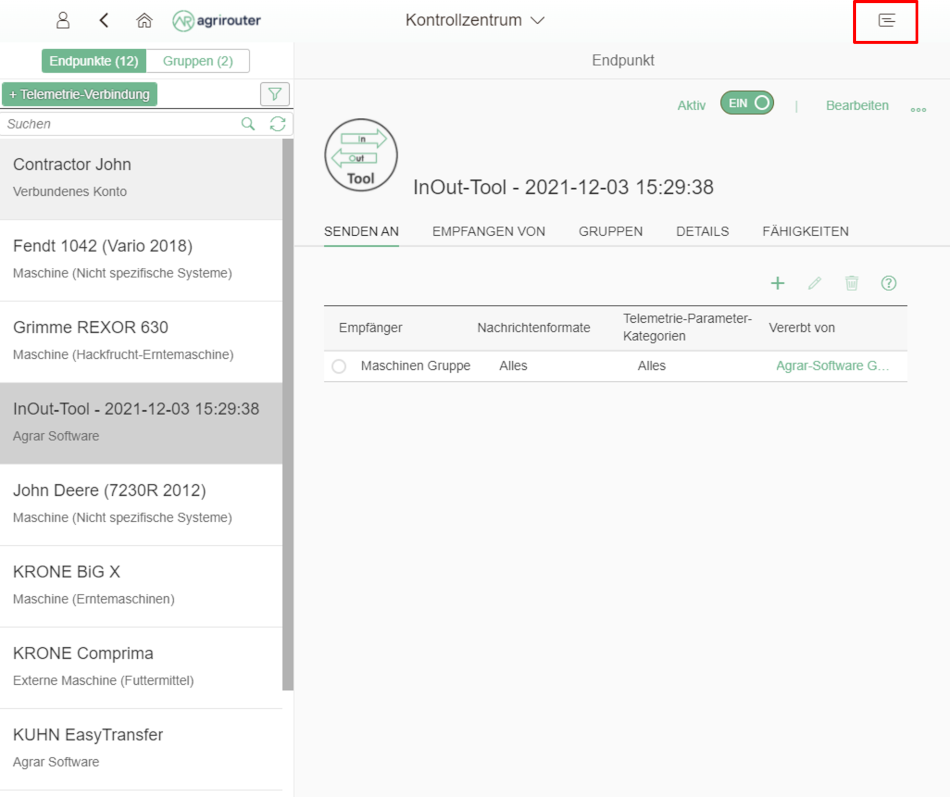 agrirouter
Kontrollzentrum
Endpunkte (12)
Gruppen (2)
+ Telemetrie-Verbindung
Suchen
Contractor John
Verbundenes Konto
Fendt 1042 (Vario 2018)
Maschine (Nicht spezifische Systeme)
Grimme REXOR 630
Maschine (Hackfrucht-Erntemaschine)
InOut-Tool - 2021-12-03 15:29:38
Agrar Software
John Deere (7230R 2012)
Maschine (Nicht spezifische Systeme)
KRONE BiG X
Maschine (Erntemaschinen)
KRONE Comprima
Externe Maschine (Futtermittel)
KUHN EasyTransfer
Agrar Software
Endpunkt
Aktiv
EIN
Bearbeiten
In
Out
Tool
InOut-Tool - 2021-12-03 15:29:38
SENDEN AN
EMPFANGEN VON
GRUPPEN
DETAILS
FÄHIGKEITEN
Empfänger
Nachrichtenformate
Telemetrie-Parameter-
Kategorien
Vererbt von
Maschinen Gruppe
Alles
Alles
Agrar-Software G...